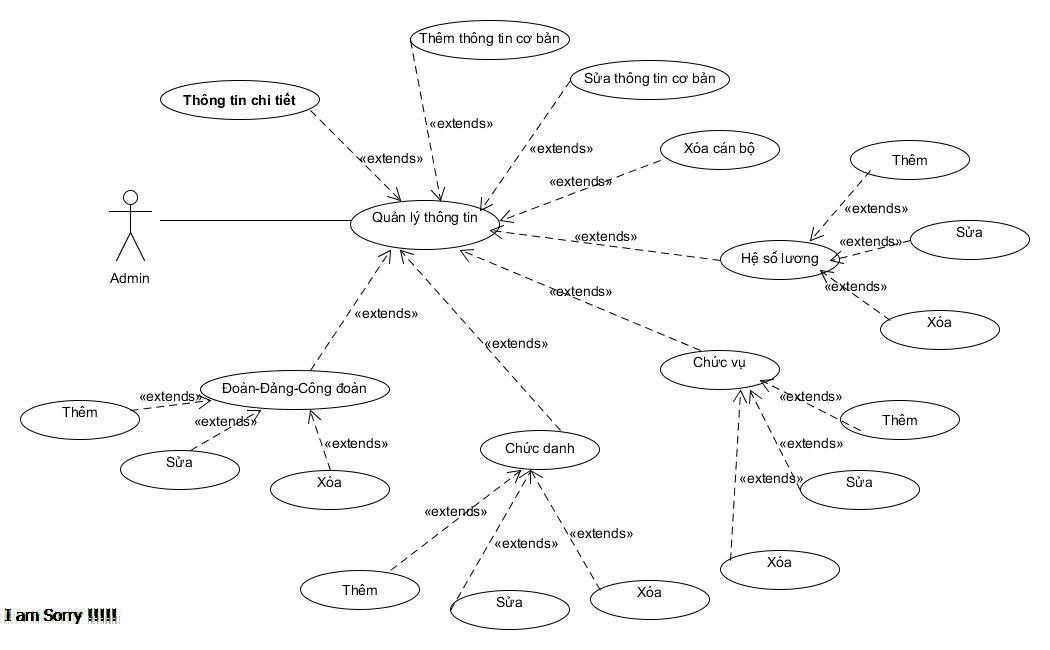 Thêm thông tin cơ bản
Sửa thông tin cơ bản
Thông tin chi tiết
«extends»
«extends»
«extends»
Xóa cán bộ
Thêm
«extends»
«extends»
Quản lý thông tin
«extends»
Sửa
«extends»
«extends»
Hệ số lương
Admin
«extends»
«extends»
«extends»
Xóa
«extends»
Chức vụ
Đoàn-Đảng-Công đoàn
«extends»
«extends»
Thêm
«extends»
Thêm
«extends»
«extends»
Chức danh
Sửa
Xóa
«extends»
Sửa
«extends»
«extends»
«extends»
Xóa
Thêm
Sửa
Xóa
I am Sorry !!!!!